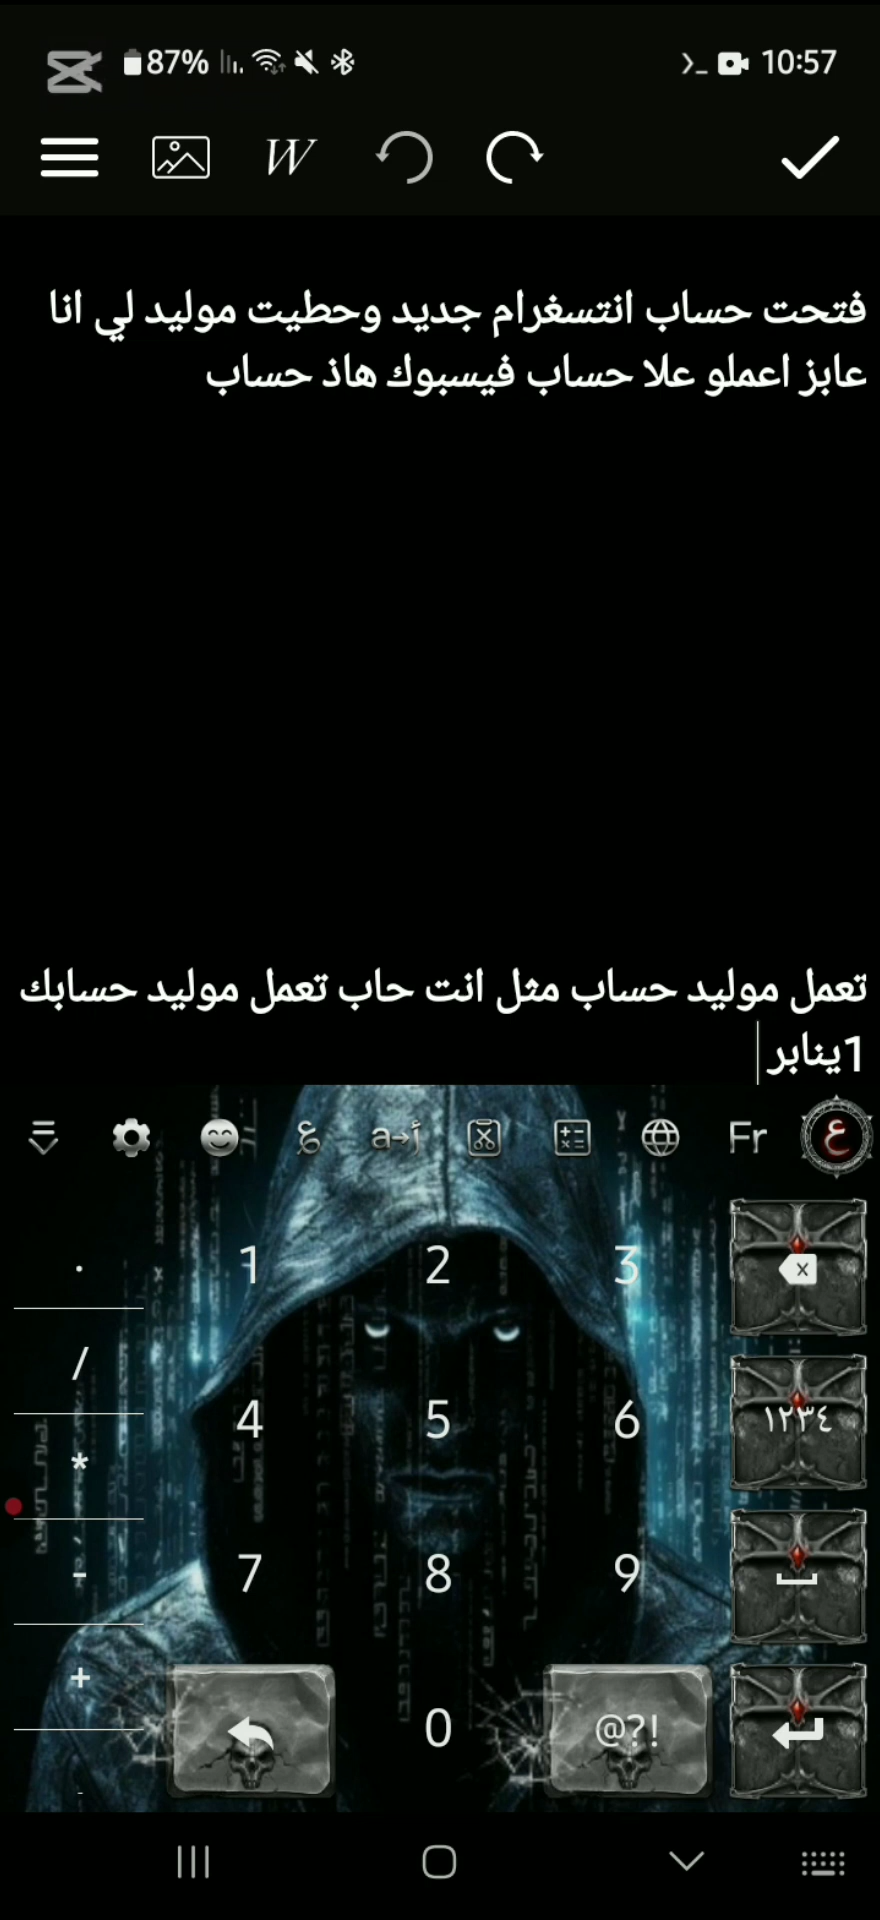 87%
10:57
W
فتحت حساب انتسغرام جديد وحطيت موليد لي انا
عابز اعملو علا حساب فيسبوك هاذ حساب
تعمل موليد حساب مثل انت حاب تعمل موليد حسابك
1ينابر
a→أ
Fr
ع
.
1
2
3
/
4
5
6
١٢٣٤
*
-
7
8
9
+
0
@?!